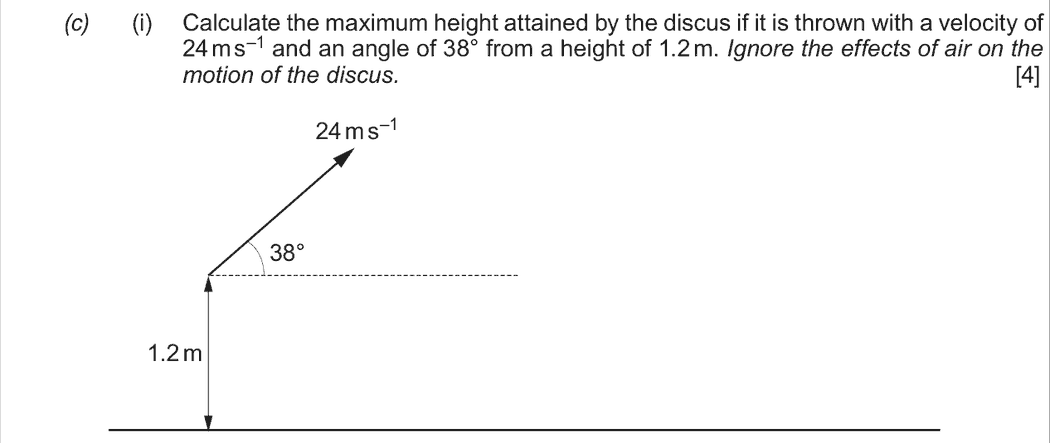 (c) (i) Calculate the maximum height attained by the discus if it is thrown with a velocity of
24 m s⁻¹ and an angle of 38° from a height of 1.2 m. Ignore the effects of air on the
motion of the discus. [4]
24 m s⁻¹
38°
1.2 m